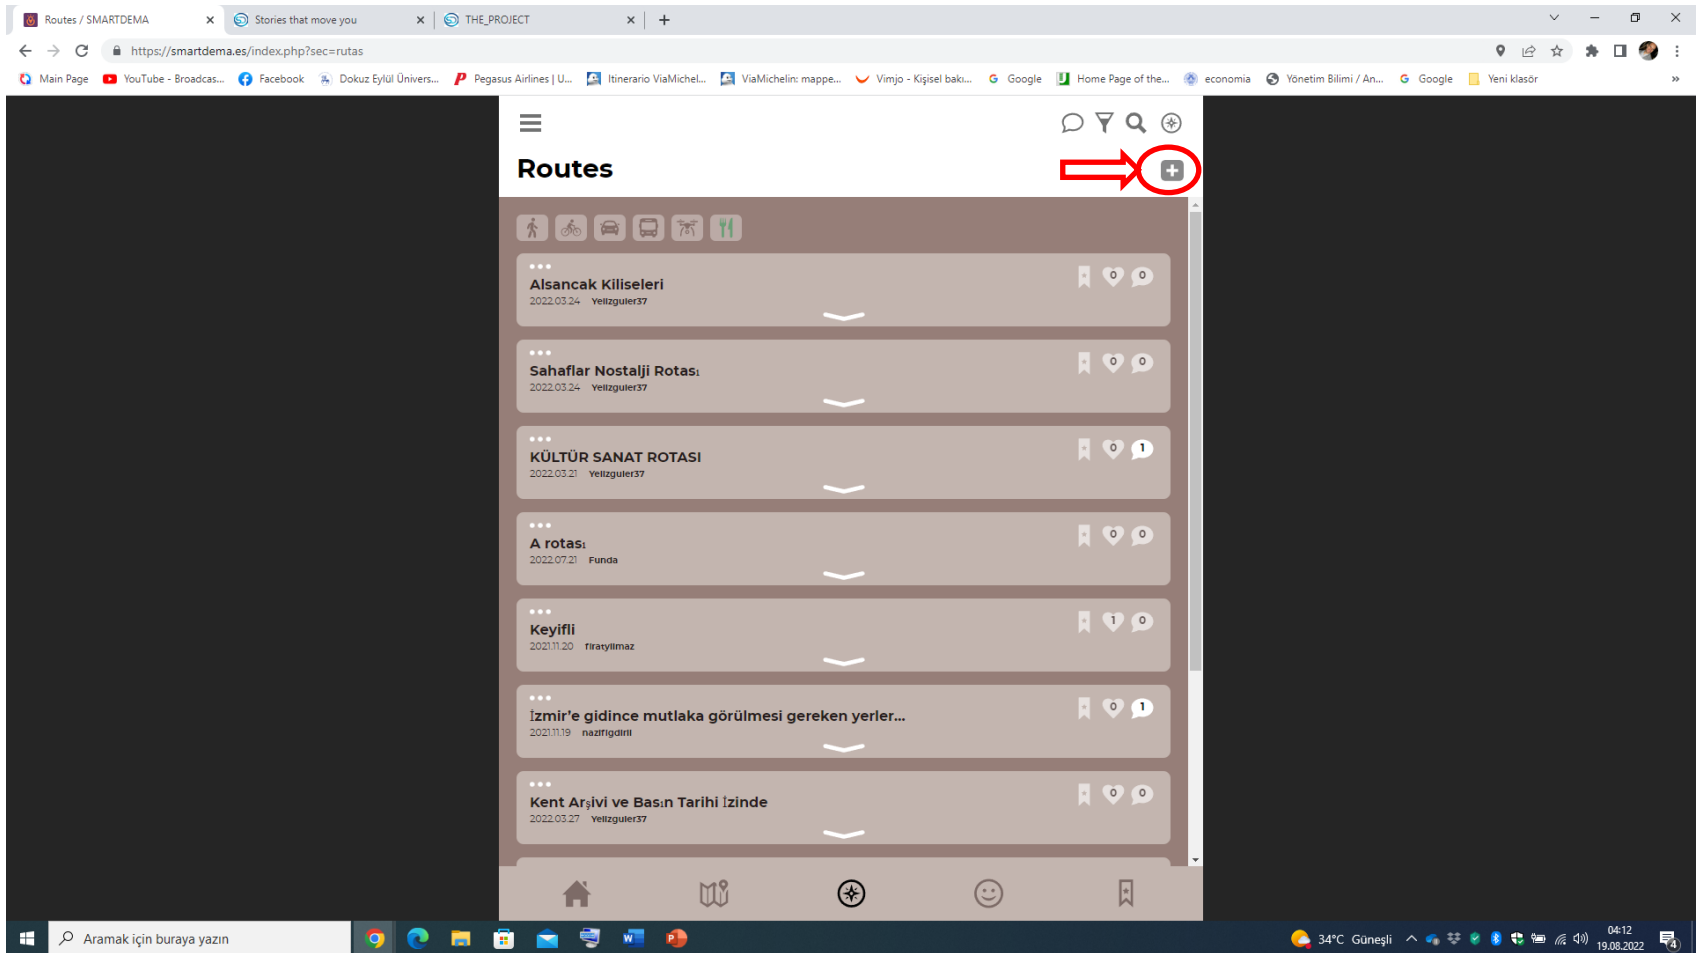 Routes / SMARTDEMA
Stories that move you
THE_PROJECT
https://smartdema.es/index.php?sec=rutas
Main Page
YouTube - Broadcas...
Facebook
Dokuz Eylül Ünivers...
Pegasus Airlines | U...
Itinerario ViaMichel...
ViaMichelin: mappe...
Vimjo - Kişisel bakı...
Google
Home Page of the...
economia
Yönetim Bilimi / An...
Google
Yeni klasör
»
Routes
Alsancak Kiliseleri
0 0
2022.03.24 Yelizguler37
Sahaflar Nostalji Rotası
0 0
2022.03.24 Yelizguler37
KÜLTÜR SANAT ROTASI
0 1
2022.03.21 Yelizguler37
A rotası
0 0
2022.07.21 Funda
Keyifli
1 0
2021.11.20 firatyilmaz
İzmir'e gidince mutlaka görülmesi gereken yerler...
0 1
2021.11.19 nazifigdirli
Kent Arşivi ve Basın Tarihi İzinde
0 0
2022.03.27 Yelizguler37
Aramak için buraya yazın
34°C Güneşli
04:12
19.08.2022
4